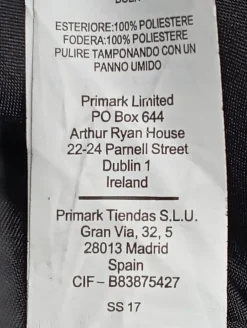 ESTERIORE:100% POLIESTERE
FODERA:100% POLIESTERE
PULIRE TAMPONANDO CON UN
PANNO UMIDO
Primark Limited
PO Box 644
Arthur Ryan House
22-24 Parnell Street
Dublin 1
Ireland
Primark Tiendas S.L.U.
Gran Via, 32, 5
28013 Madrid
Spain
CIF – B83875427
SS 17